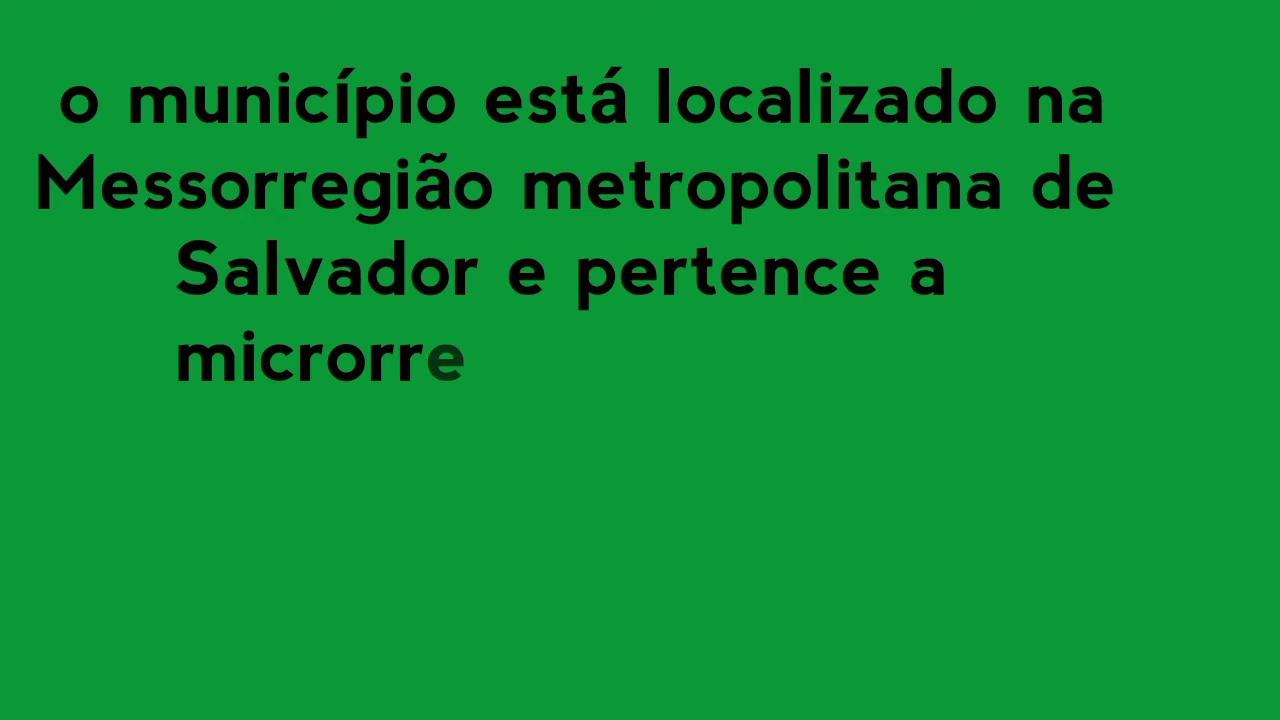 o município está localizado na
Messorregião metropolitana de
Salvador e pertence a
microrre